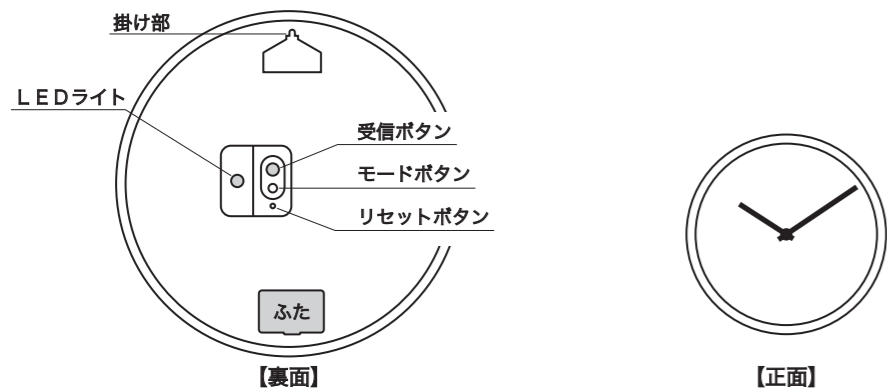 掛け部
LEDライト
受信ボタン
モードボタン
リセットボタン
ふた
【裏面】
【正面】